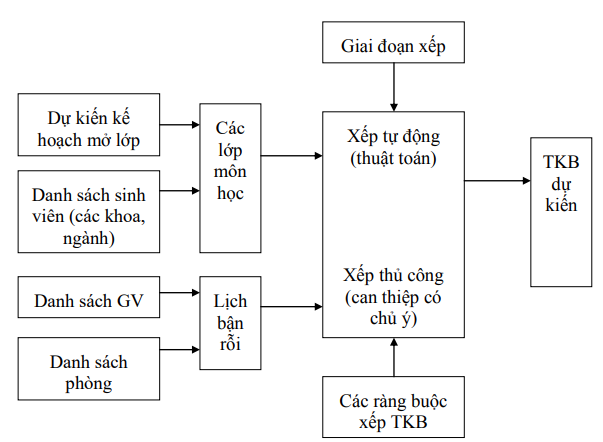 Giai đoạn xếp
Dự kiến kế
hoạch mở lớp
Danh sách sinh
viên (các khoa,
ngành)
Các
lớp
môn
học
Xếp tự động
(thuật toán)
TKB
dự
kiến
Danh sách GV
Danh sách
phòng
Lịch
bận
rỗi
Xếp thủ công
(can thiệp có
chủ ý)
Các ràng buộc
xếp TKB